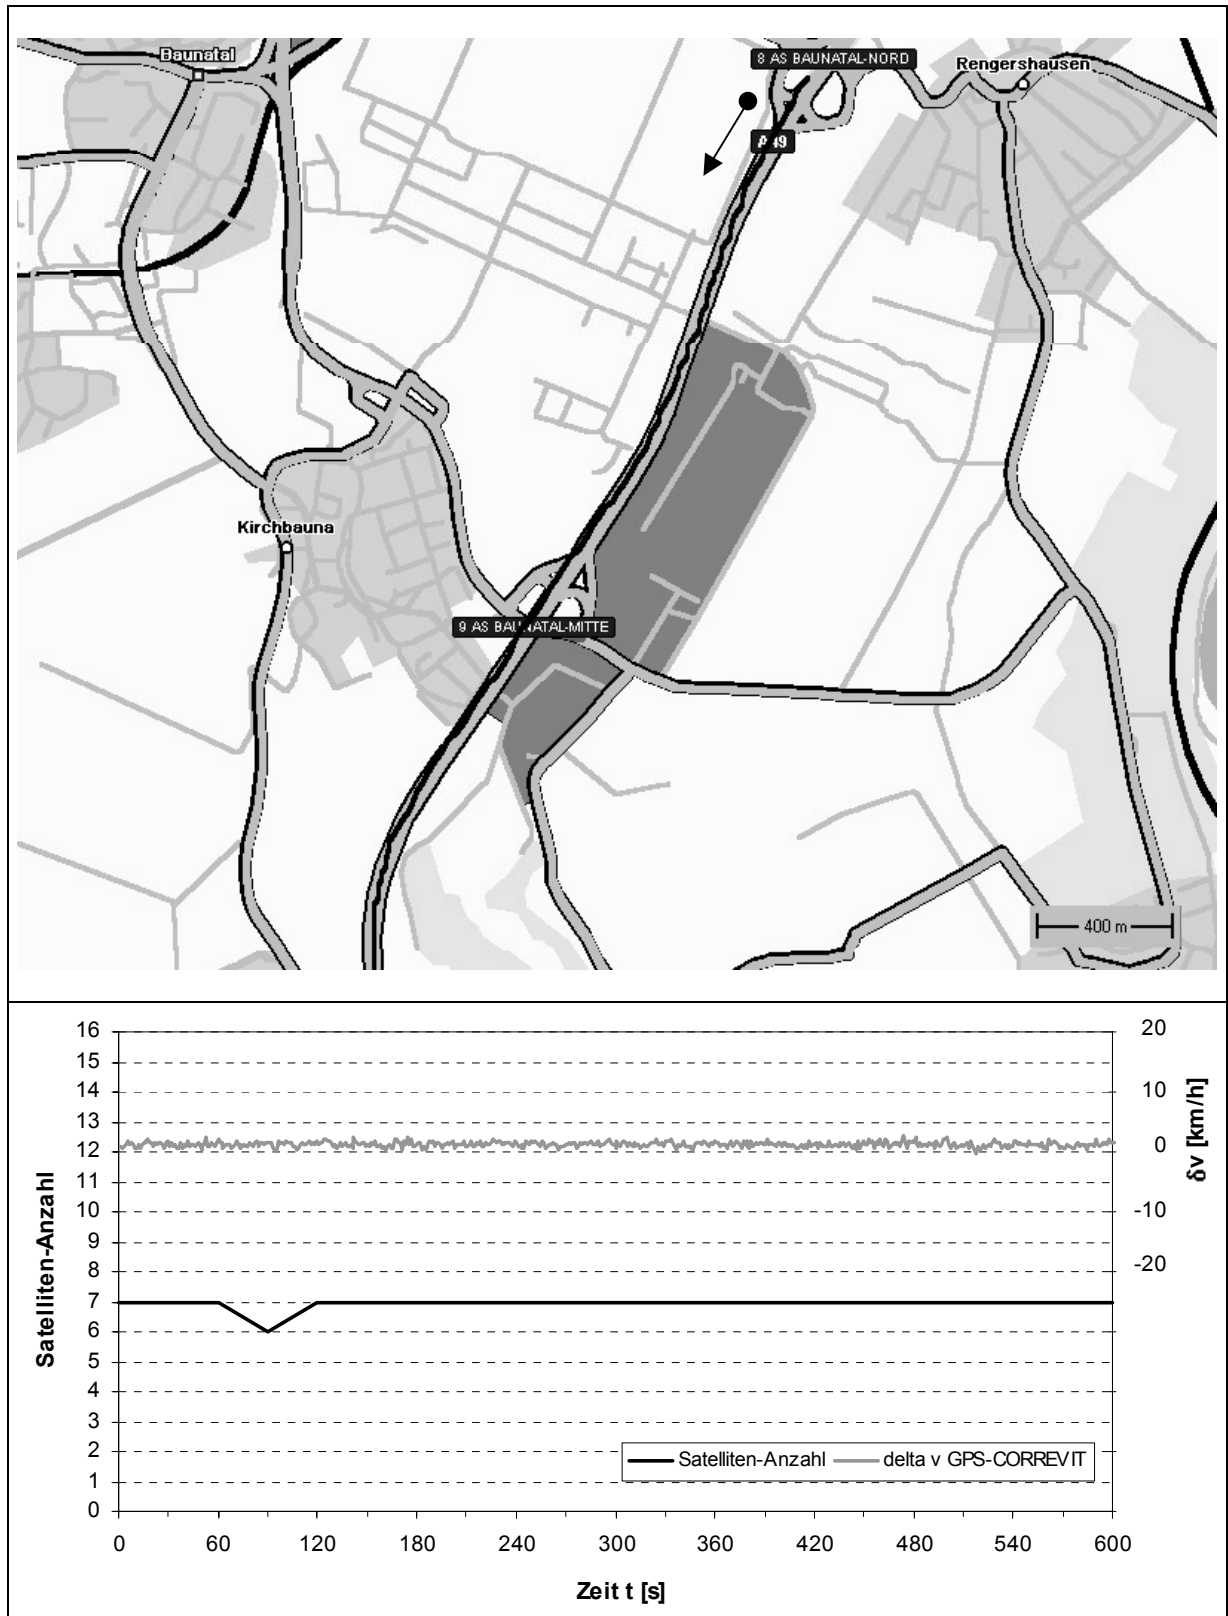 Baunatal
8 AS BAUNATAL-NORD
Rengershausen
A49
Kirchbauna
9 AS BAUNATAL-MITTE
400 m
16
15
14
13
12
11
10
9
8
7
6
5
4
3
2
1
0
Satelliten-Anzahl
20
10
0
-10
-20
δv [km/h]
Satelliten-Anzahl
delta v GPS-CORREVIT
0 60 120 180 240 300 360 420 480 540 600
Zeit t [s]